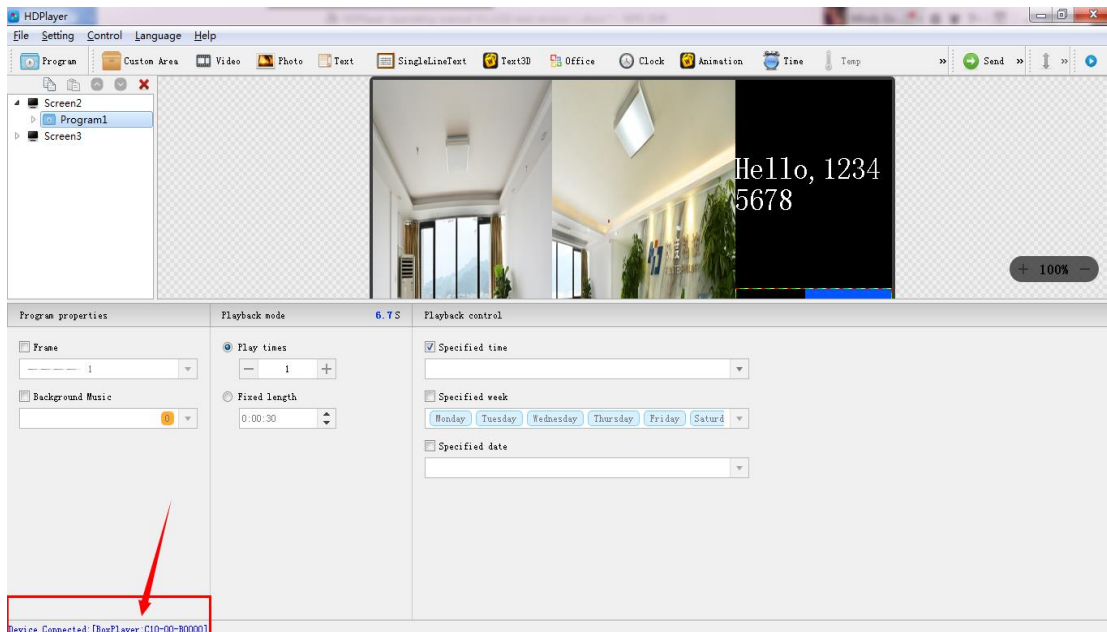 HDPlayer
File Setting Control Language Help
Program Custom Area Video Photo Text SingleLineText Text3D Office Clock Animation Time Temp » Send » »
Screen2
Program1
Screen3
Hello, 1234
5678
+ 100% −
Program properties
Playback mode 6.7S
Playback control
Frame
1
Background Music
0
Play times
− 1 +
Fixed length
0:00:30
Specified time
Specified week
Monday Tuesday Wednesday Thursday Friday Saturd
Specified date
Device Connected:[BoxPlayer:C10-00-B0000]